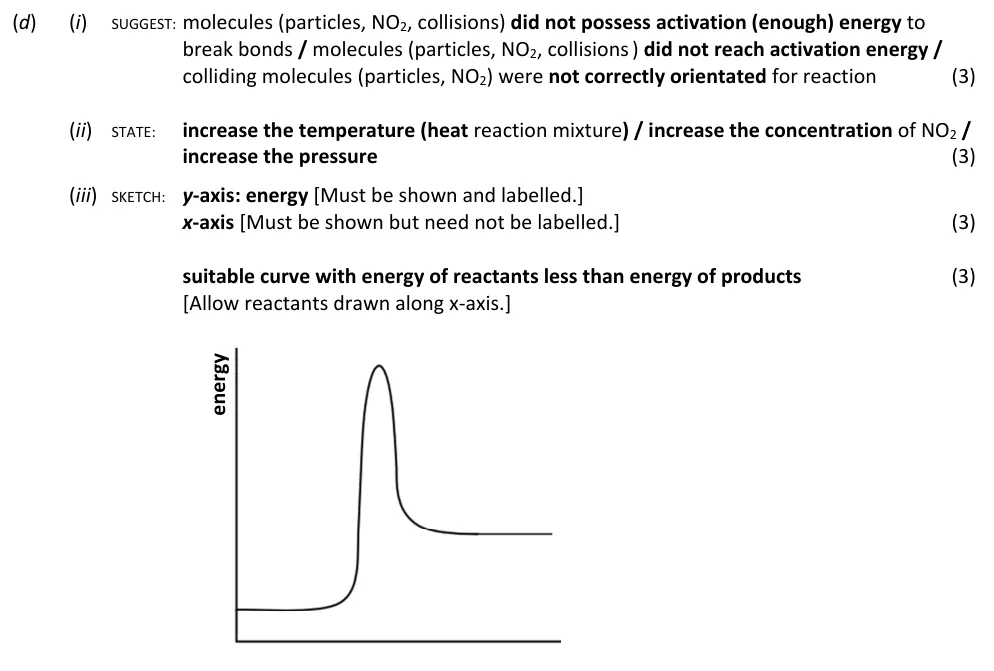 (d) (i) SUGGEST: molecules (particles, NO₂, collisions) did not possess activation (enough) energy to
break bonds / molecules (particles, NO₂, collisions) did not reach activation energy /
colliding molecules (particles, NO₂) were not correctly orientated for reaction (3)
(ii) STATE: increase the temperature (heat reaction mixture) / increase the concentration of NO₂ /
increase the pressure (3)
(iii) SKETCH: y-axis: energy [Must be shown and labelled.]
x-axis [Must be shown but need not be labelled.] (3)
suitable curve with energy of reactants less than energy of products (3)
[Allow reactants drawn along x-axis.]
energy